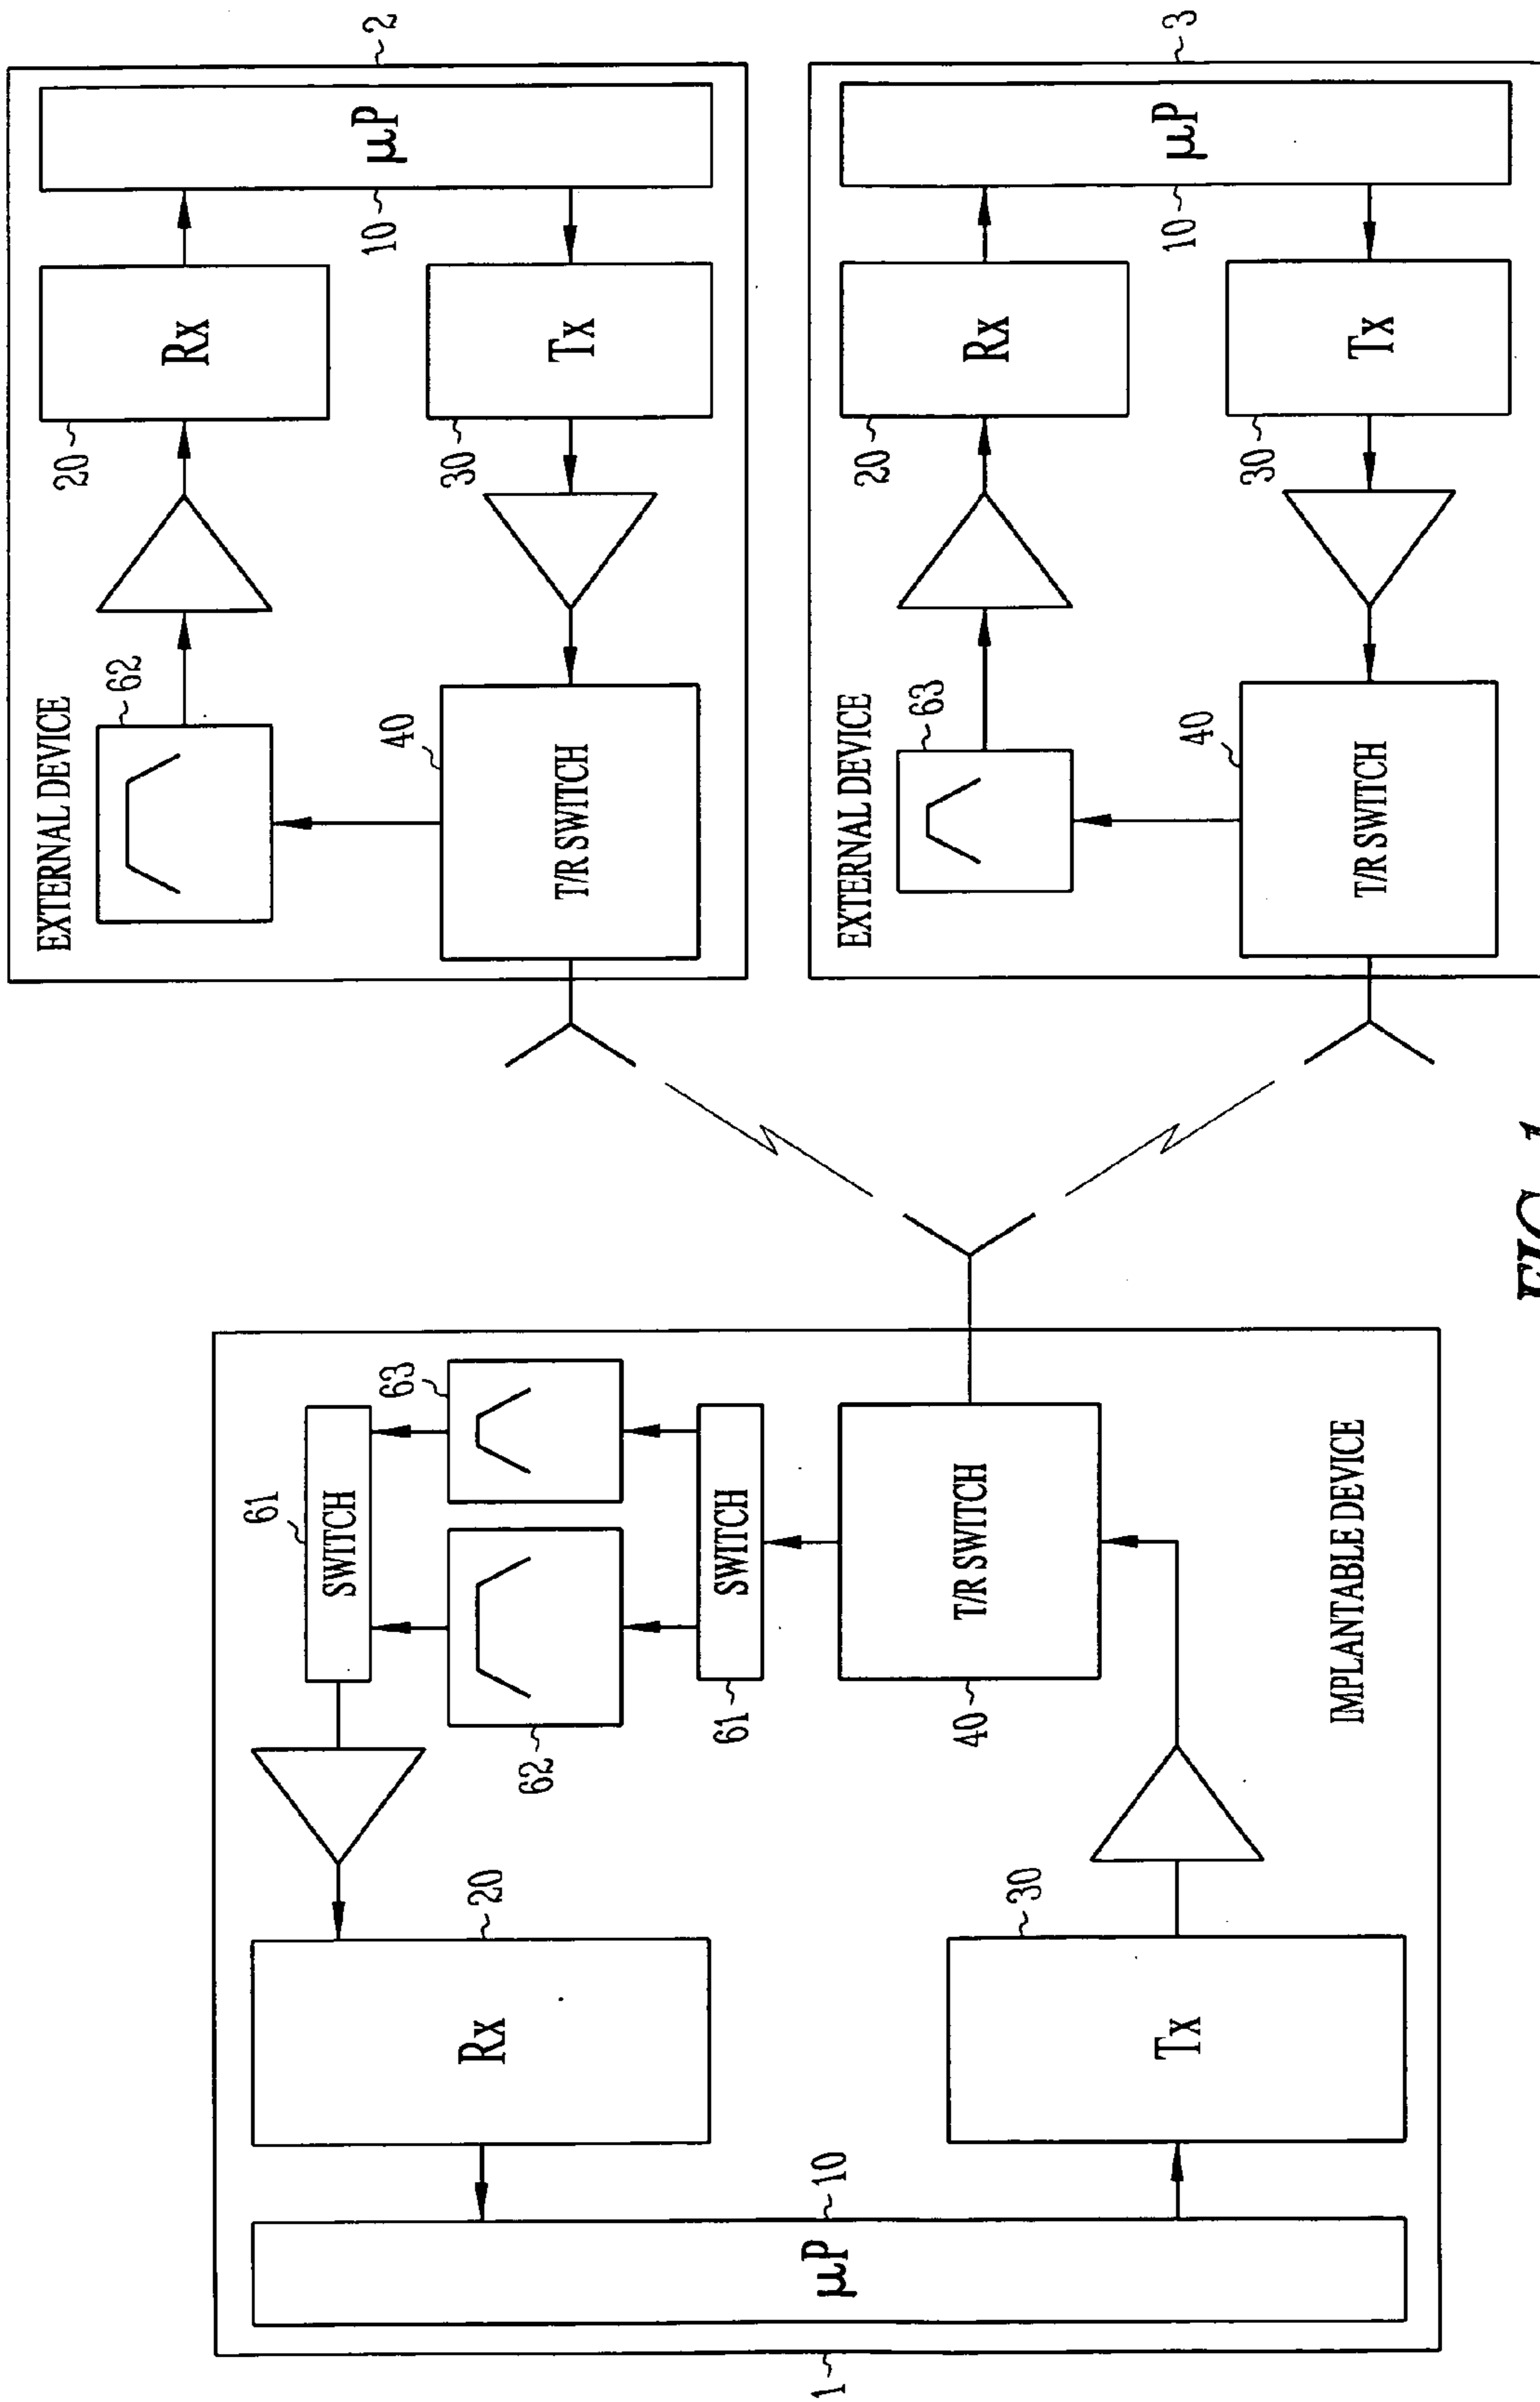 1
µP
10
Rx
20
Tx
30
SWITCH
61
62
63
SWITCH
61
T/R SWITCH
40
IMPLANTABLE DEVICE
EXTERNAL DEVICE
2
62
T/R SWITCH
40
Rx
20
Tx
30
µP
10
EXTERNAL DEVICE
3
63
T/R SWITCH
40
Rx
20
Tx
30
µP
10